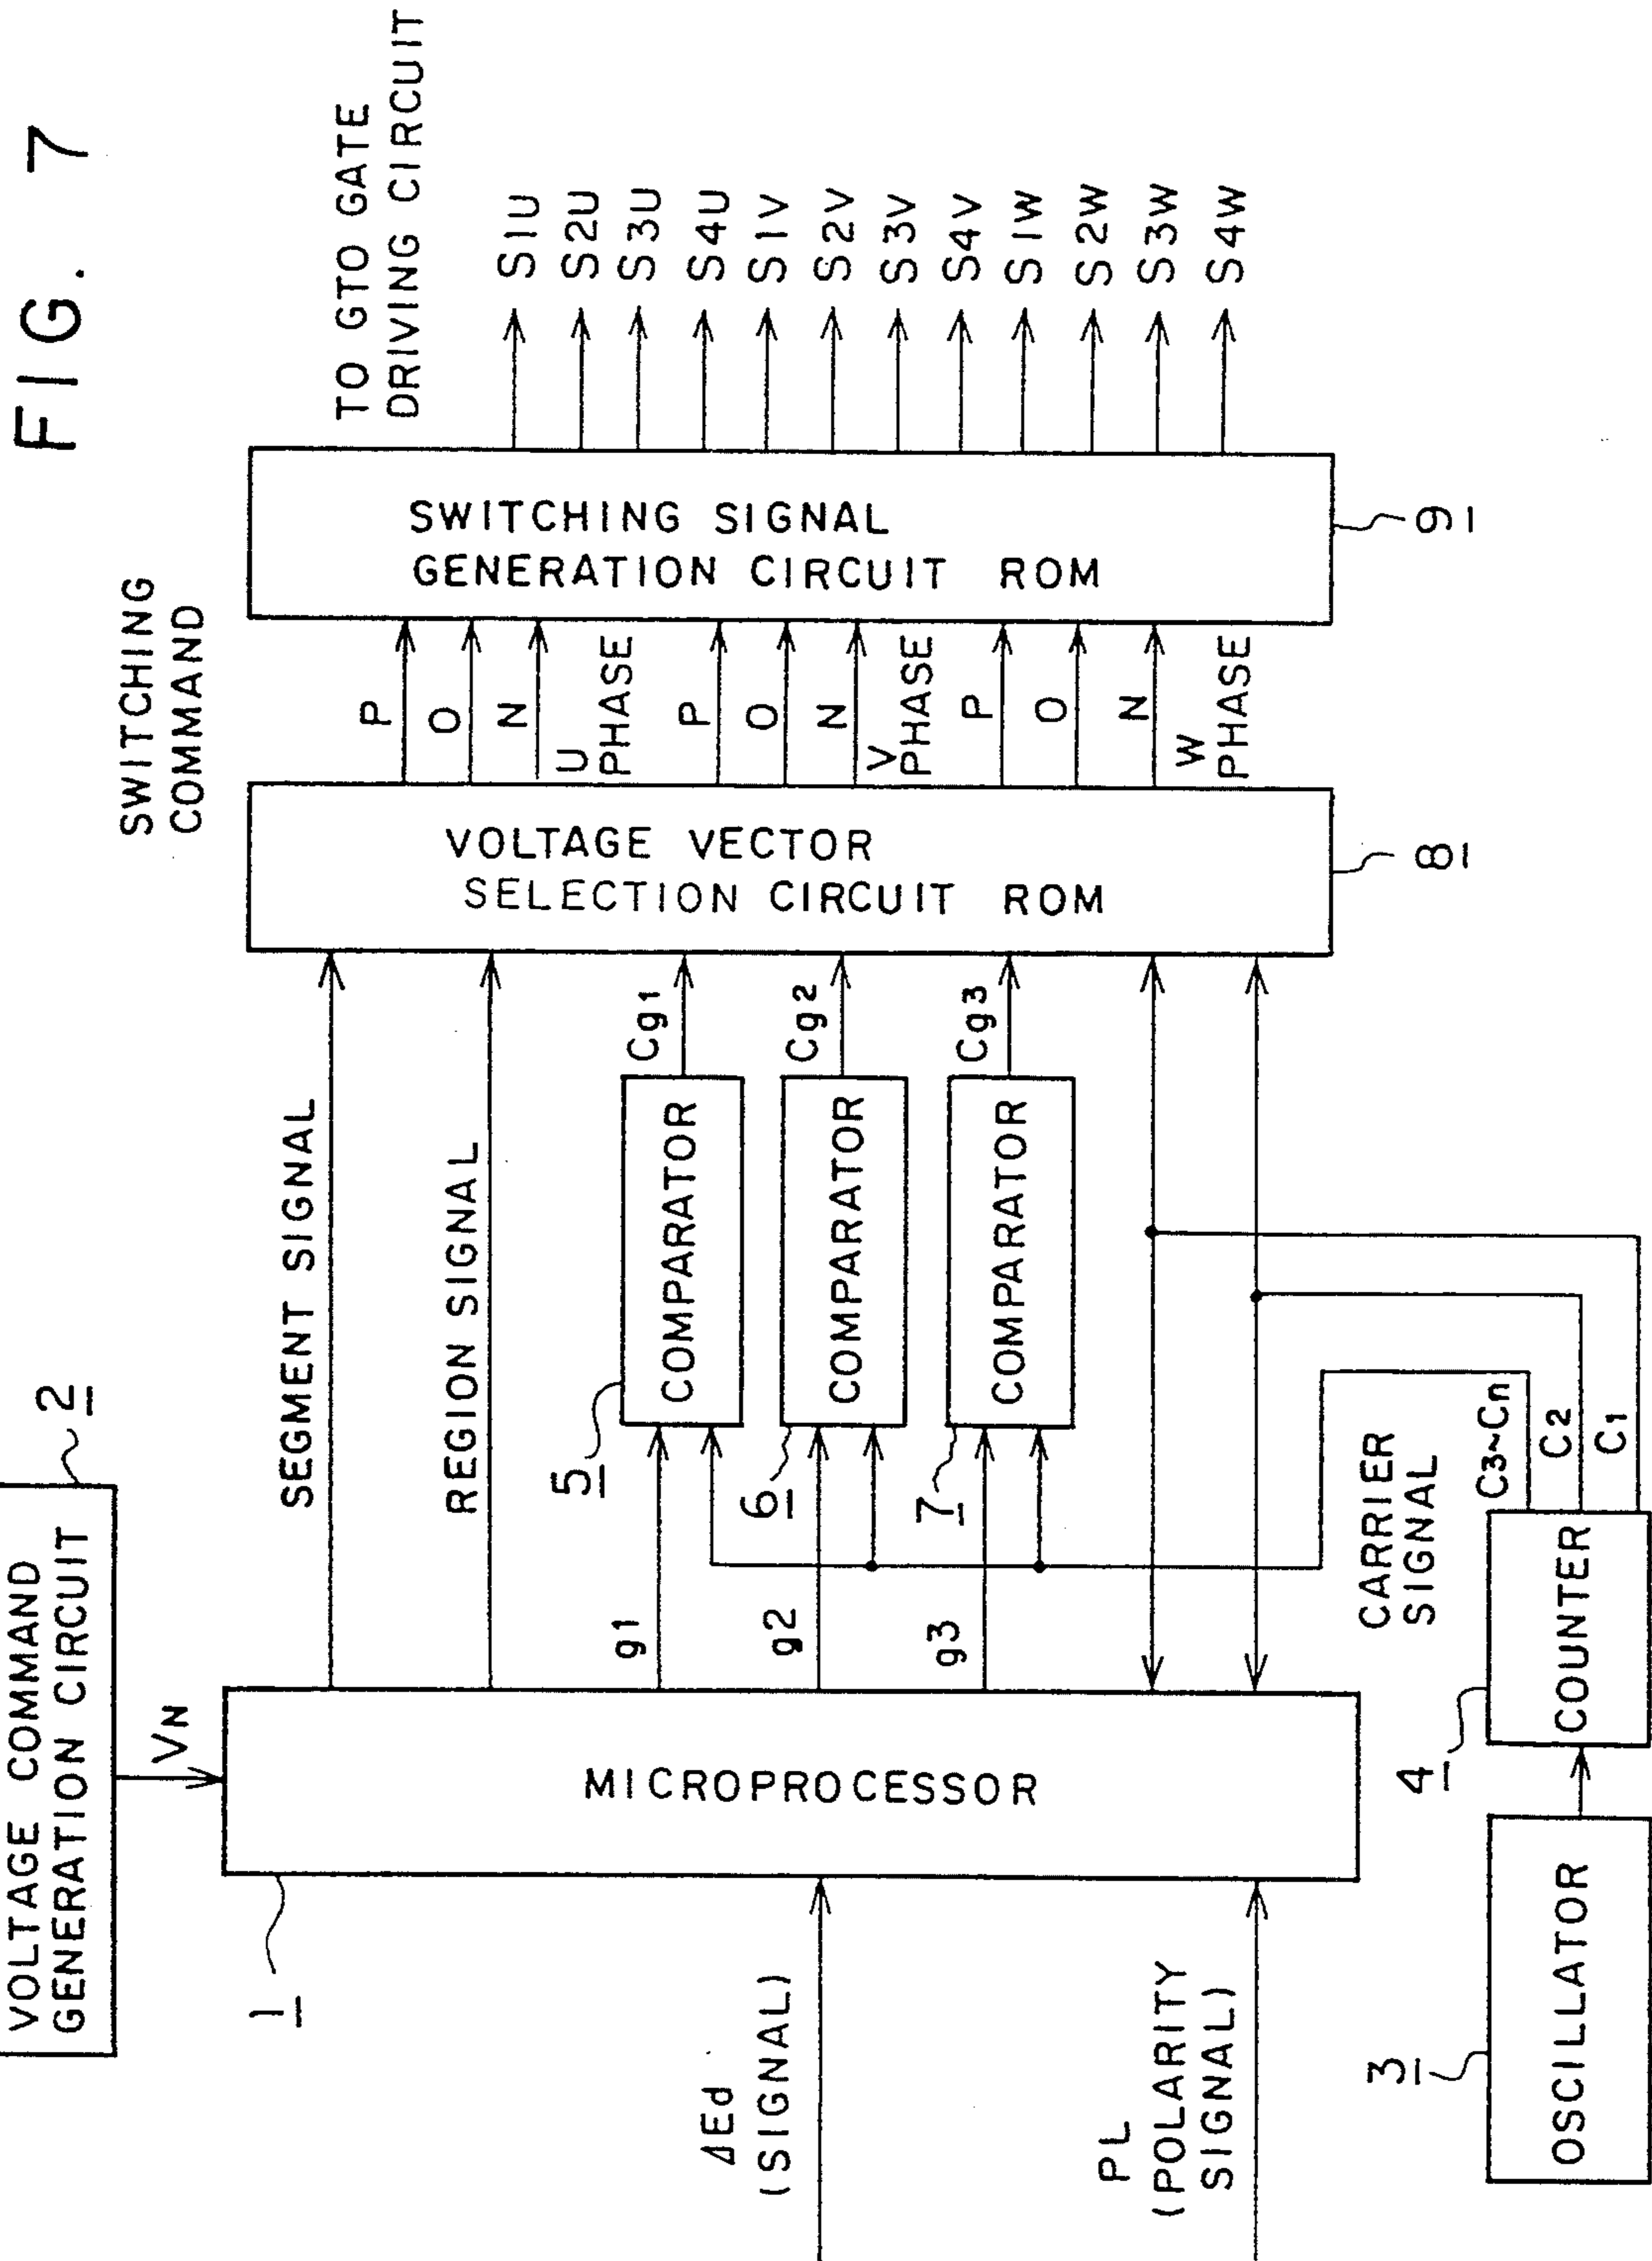 FIG. 7
VOLTAGE COMMAND
GENERATION CIRCUIT
2
VN
1
MICROPROCESSOR
ΔEd
(SIGNAL)
PL
(POLARITY
SIGNAL)
3
OSCILLATOR
4
COUNTER
CARRIER
SIGNAL
C3~Cn
C2
C1
SEGMENT SIGNAL
REGION SIGNAL
g1
g2
g3
5
COMPARATOR
6
COMPARATOR
7
COMPARATOR
Cg1
Cg2
Cg3
VOLTAGE VECTOR
SELECTION CIRCUIT ROM
8
SWITCHING
COMMAND
P
O
N
U
PHASE
P
O
N
V
PHASE
P
O
N
W
PHASE
SWITCHING SIGNAL
GENERATION CIRCUIT ROM
9
TO GTO GATE
DRIVING CIRCUIT
S1U
S2U
S3U
S4U
S1V
S2V
S3V
S4V
S1W
S2W
S3W
S4W